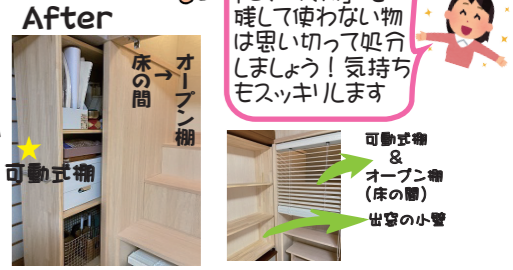 After
残して使わない物
は思い切って処分
しましょう！気持ち
もスッキリします
床の間
→
オープン棚
可動式棚
可動式棚
&
オープン棚
(床の間)
出窓の小壁